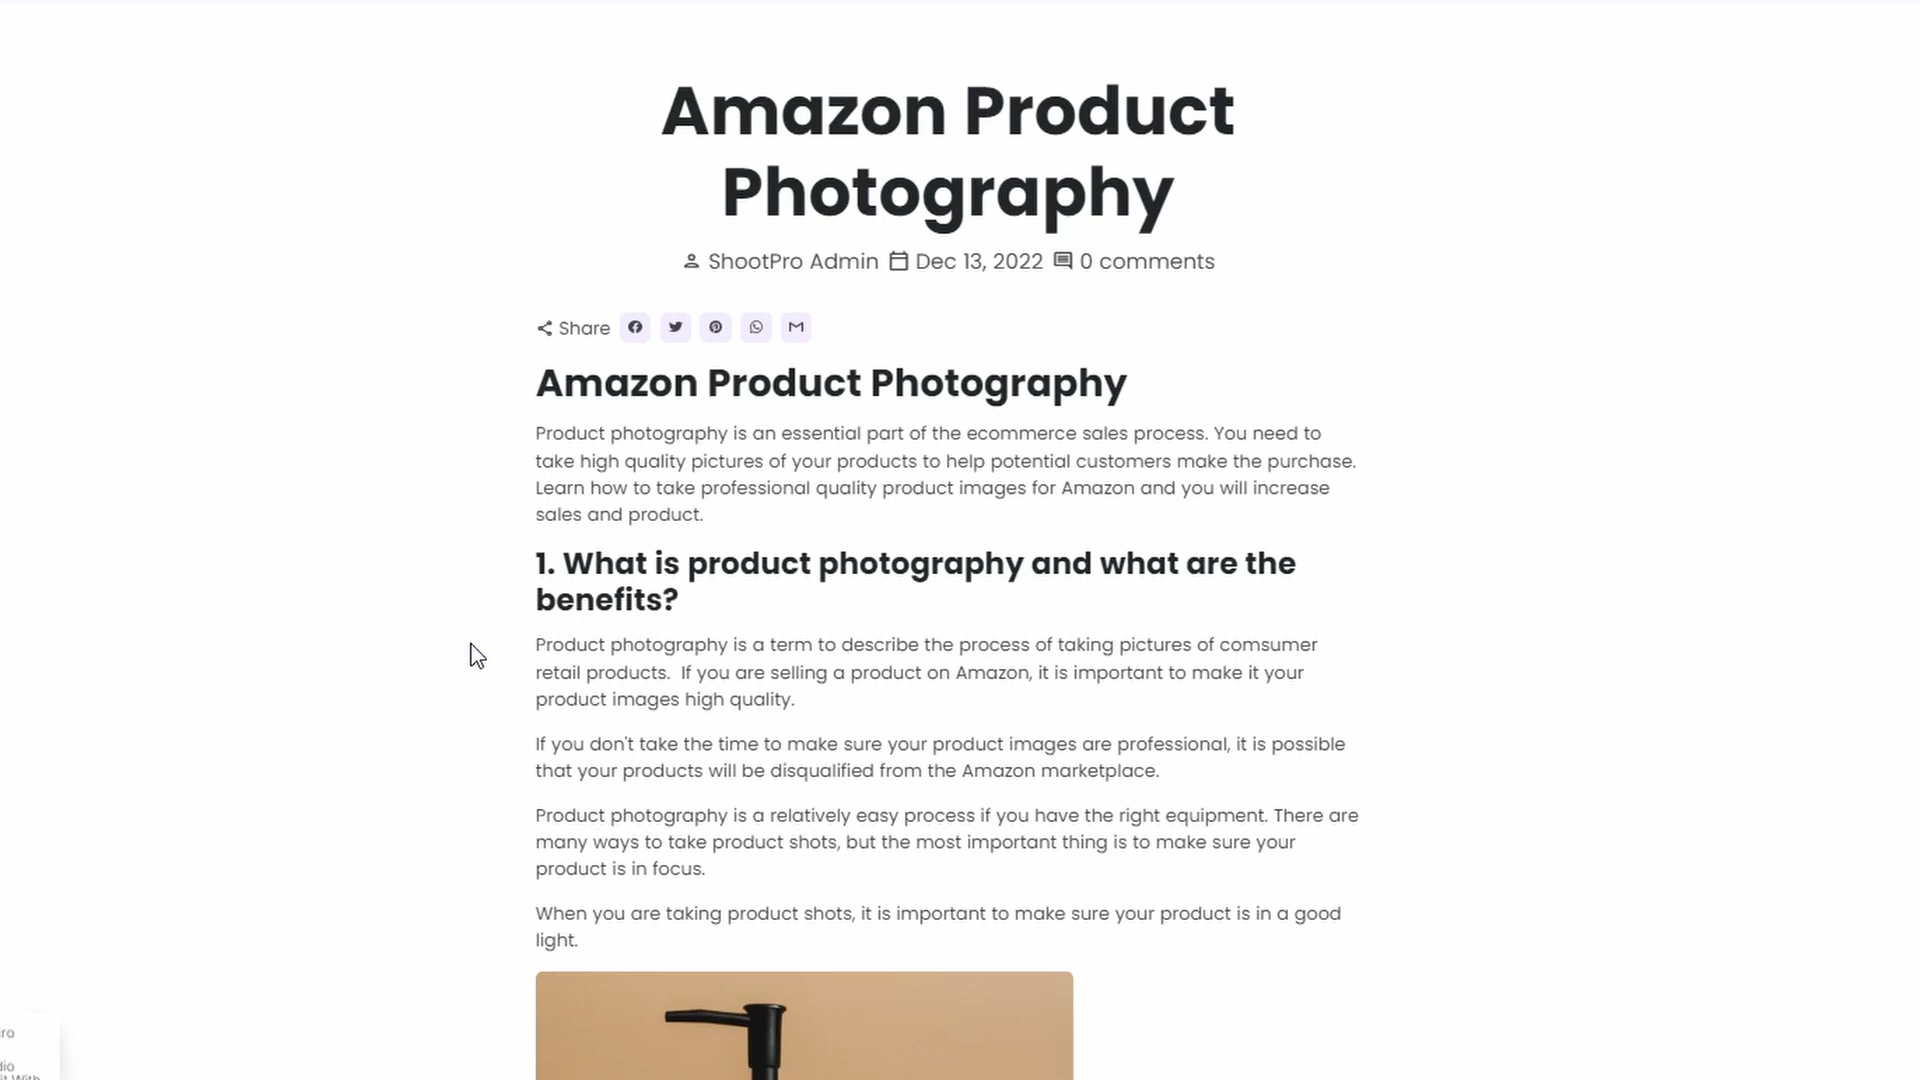 Amazon Product
Photography
ShootPro Admin Dec 13, 2022 0 comments
Share
Amazon Product Photography
Product photography is an essential part of the ecommerce sales process. You need to
take high quality pictures of your products to help potential customers make the purchase.
Learn how to take professional quality product images for Amazon and you will increase
sales and product.
1. What is product photography and what are the
benefits?
Product photography is a term to describe the process of taking pictures of comsumer
retail products.  If you are selling a product on Amazon, it is important to make it your
product images high quality.
If you don't take the time to make sure your product images are professional, it is possible
that your products will be disqualified from the Amazon marketplace.
Product photography is a relatively easy process if you have the right equipment. There are
many ways to take product shots, but the most important thing is to make sure your
product is in focus.
When you are taking product shots, it is important to make sure your product is in a good
light.